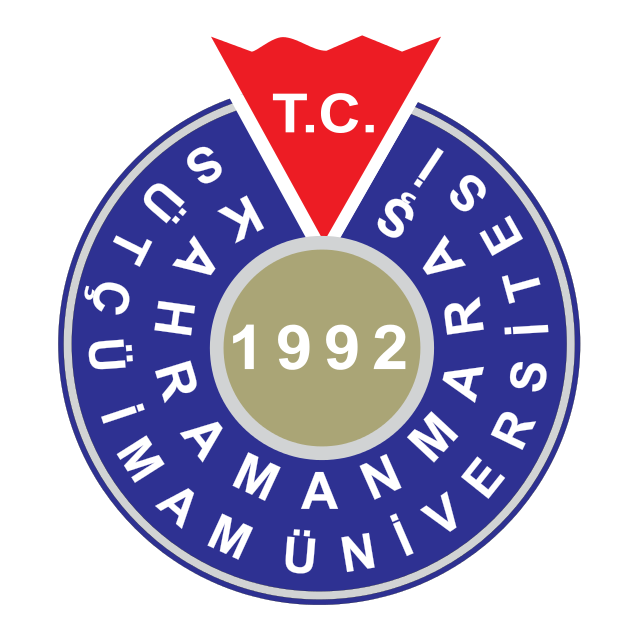 T.C.
KAHRAMANMARAŞ
SÜTÇÜ İMAM ÜNİVERSİTESİ
1992